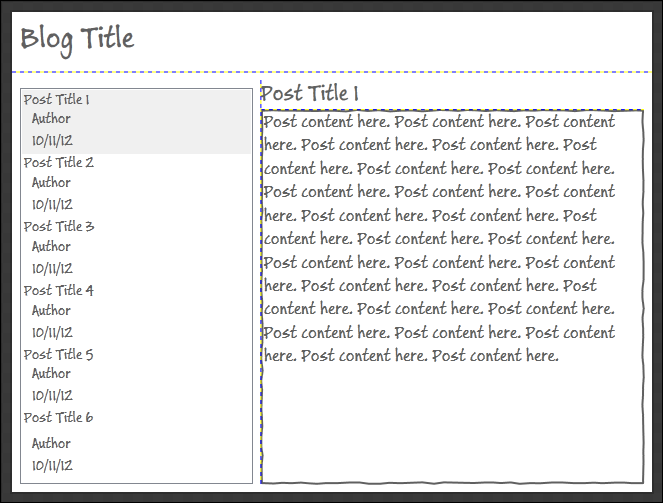 Blog Title
Post Title 1
Author
10/11/12
Post Title 2
Author
10/11/12
Post Title 3
Author
10/11/12
Post Title 4
Author
10/11/12
Post Title 5
Author
10/11/12
Post Title 6
Author
10/11/12
Post Title 1
Post content here. Post content here. Post content
here. Post content here. Post content here. Post
content here. Post content here. Post content here.
Post content here. Post content here. Post content
here. Post content here. Post content here. Post
content here. Post content here. Post content here.
Post content here. Post content here. Post content
here. Post content here. Post content here. Post
content here. Post content here. Post content here.
Post content here. Post content here. Post content
here. Post content here. Post content here.